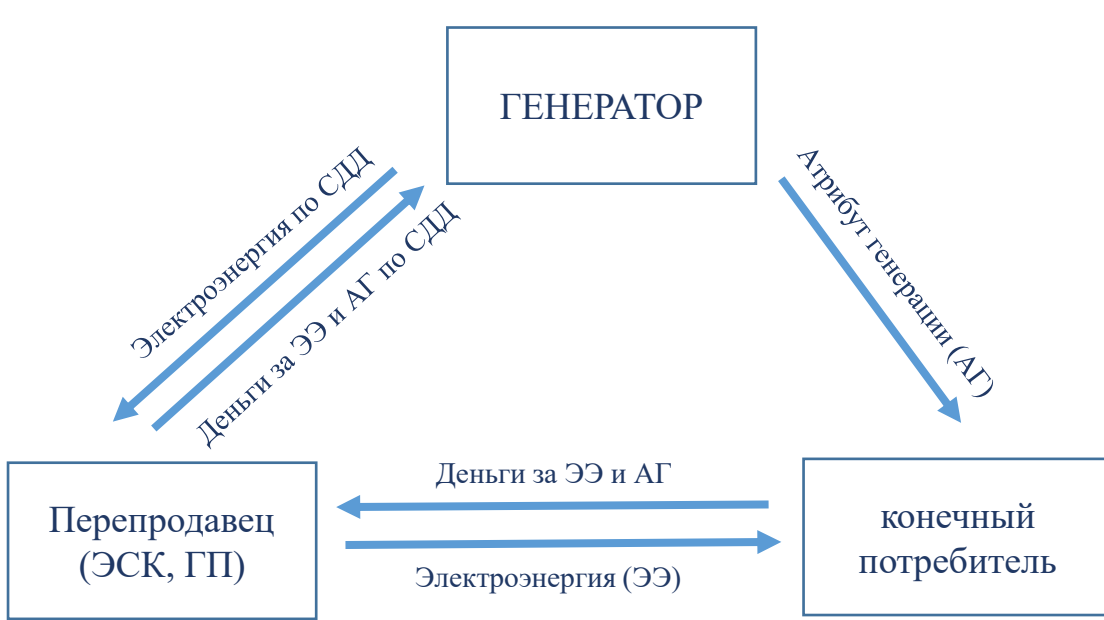 ГЕНЕРАТОР
Электроэнергия по СДД
Деньги за ЭЭ и АГ по СДД
Атрибут генерации (АГ)
Деньги за ЭЭ и АГ
Перепродавец
(ЭСК, ГП)
конечный
потребитель
Электроэнергия (ЭЭ)